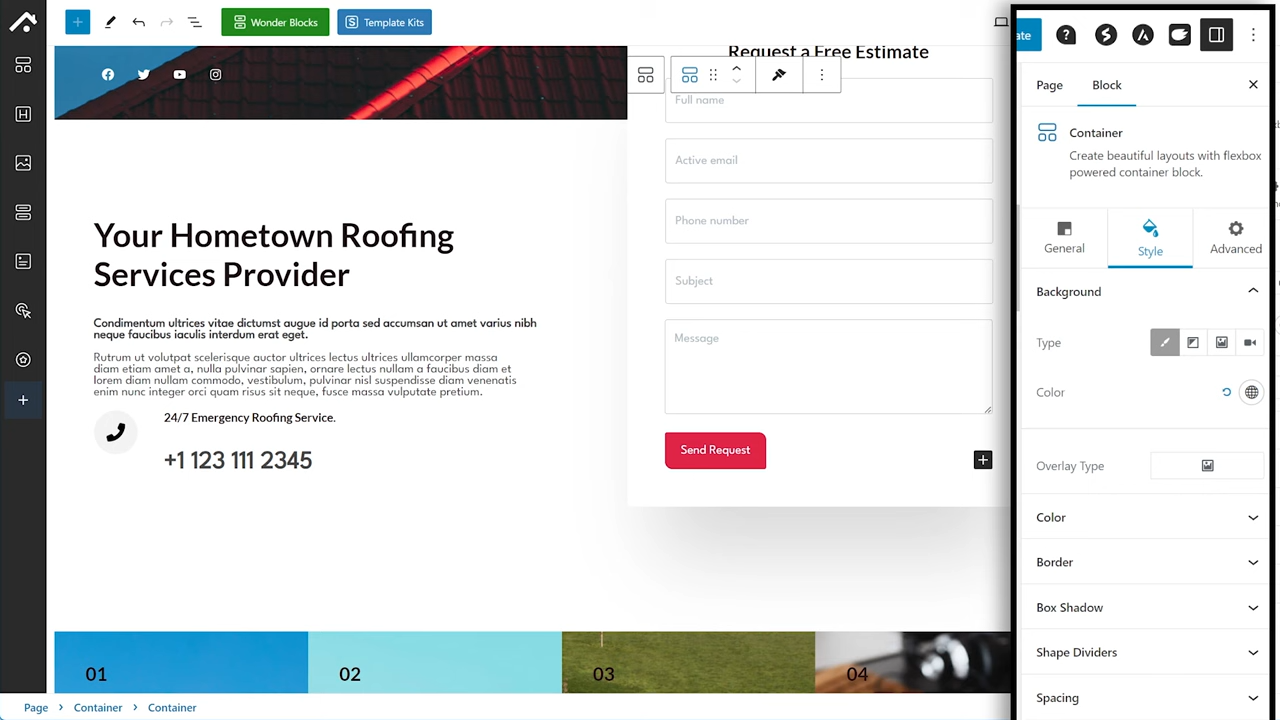 Wonder Blocks
Template Kits
Request a Free Estimate
Full name
Active email
Phone number
Subject
Message
Send Request
Your Hometown Roofing
Services Provider
Condimentum ultrices vitae dictumst augue id porta sed accumsan ut amet varius nibh
neque faucibus iaculis interdum erat eget.
Rutrum ut volutpat scelerisque auctor ultrices lectus ultrices ullamcorper massa
diam etiam amet a, nulla pulvinar sapien, ornare lectus nullam a faucibus diam et
lorem diam nullam commodo, vestibulum, pulvinar nisl suspendisse diam venenatis
enim nunc integer orci quam risus sit neque, fusce massa vulputate pretium.
24/7 Emergency Roofing Service.
+1 123 111 2345
01
02
03
04
Page
Container
Container
Page
Block
Container
Create beautiful layouts with flexbox
powered container block.
General
Style
Advanced
Background
Type
Color
Overlay Type
Color
Border
Box Shadow
Shape Dividers
Spacing